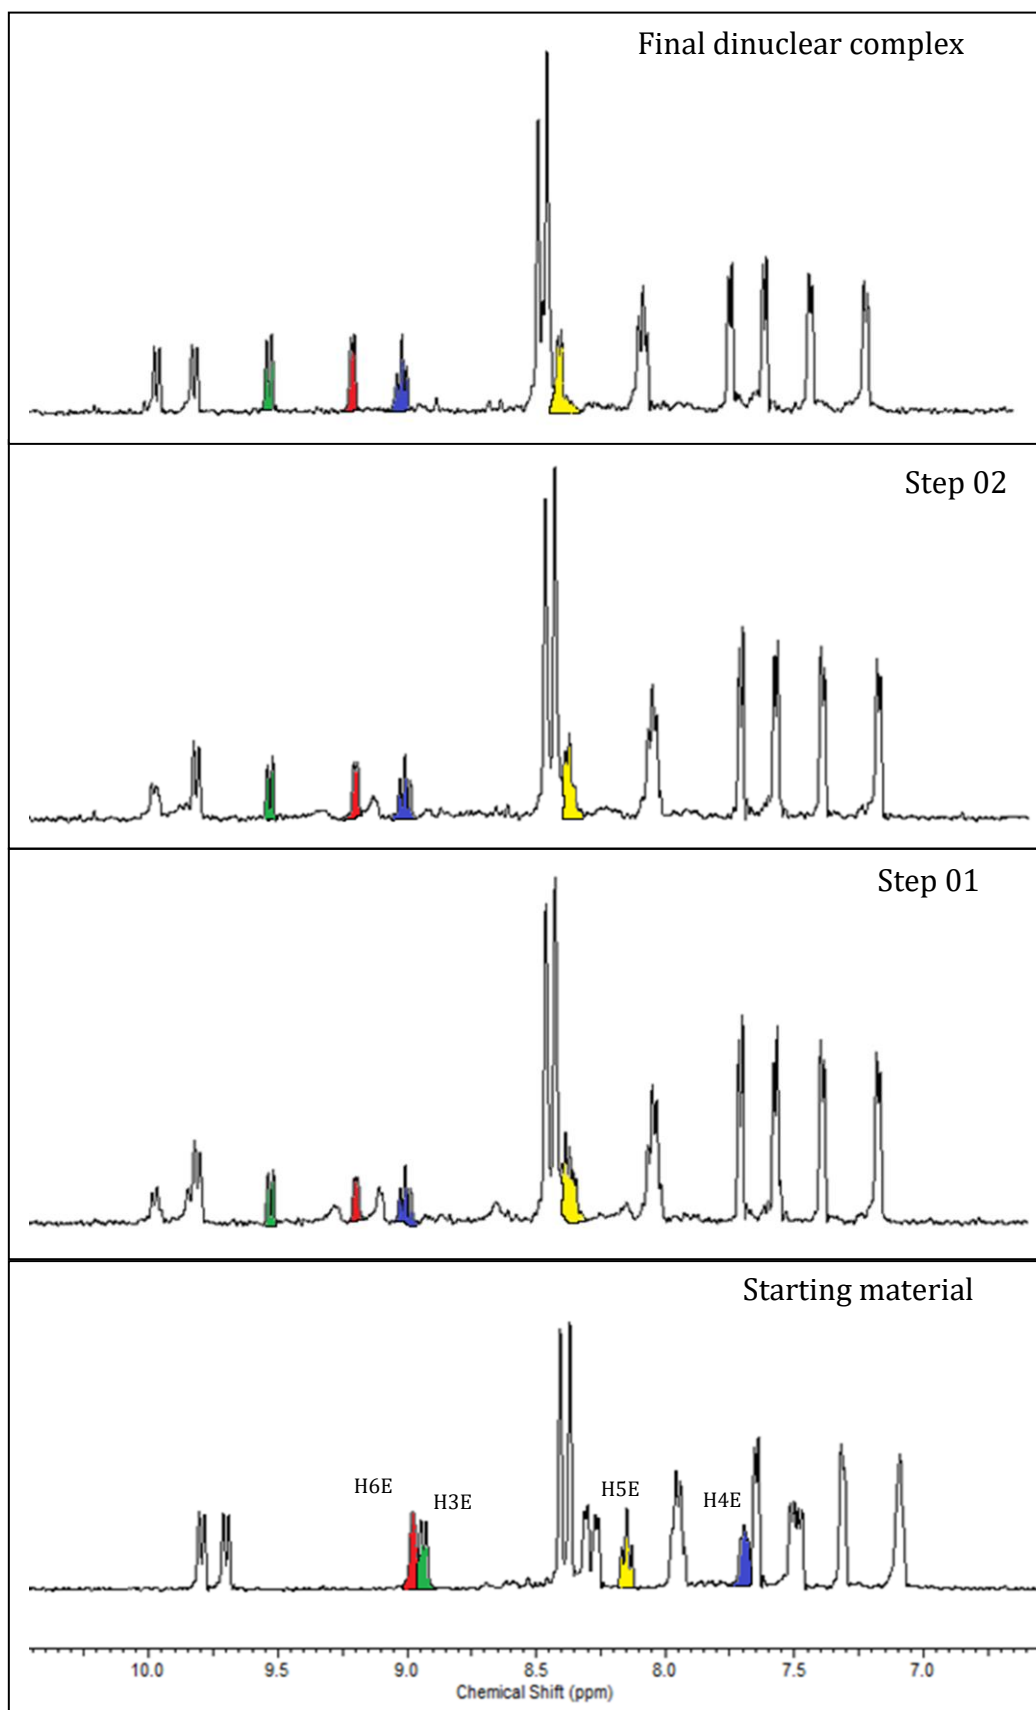 Final dinuclear complex
Step 02
Step 01
Starting material
H6E
H3E
H5E
H4E
10.0 9.5 9.0 8.5 8.0 7.5 7.0
Chemical Shift (ppm)